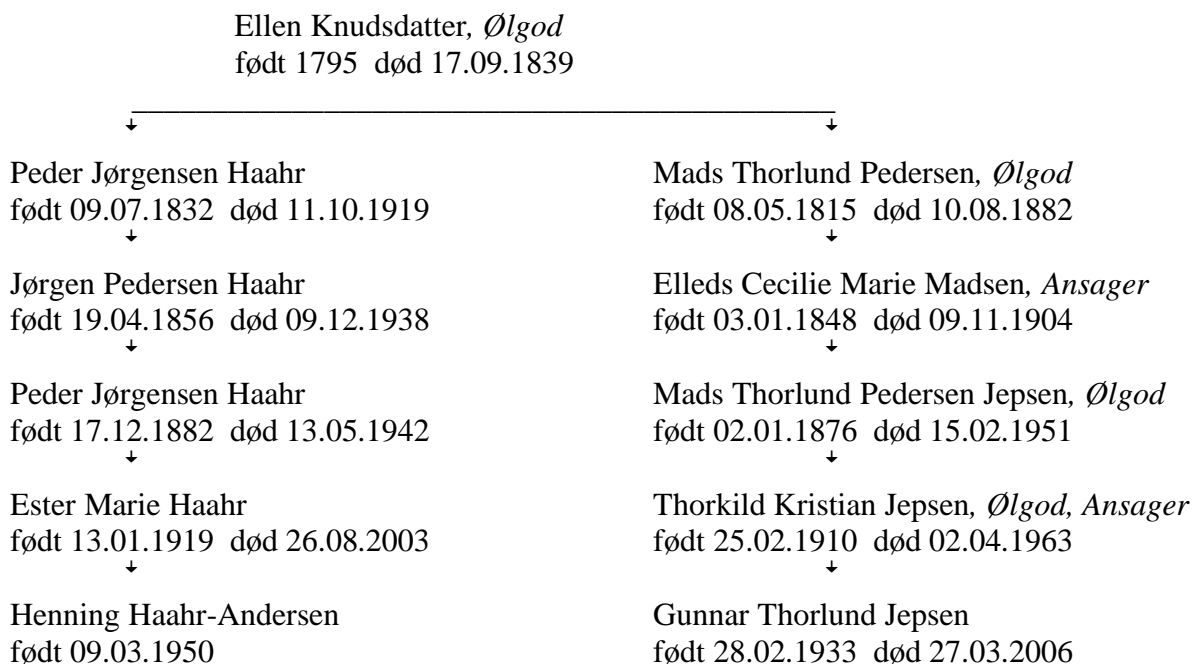 Ellen Knudsdatter, Ølgod
født 1795 død 17.09.1839
Peder Jørgensen Haahr
født 09.07.1832 død 11.10.1919
Jørgen Pedersen Haahr
født 19.04.1856 død 09.12.1938
Peder Jørgensen Haahr
født 17.12.1882 død 13.05.1942
Ester Marie Haahr
født 13.01.1919 død 26.08.2003
Henning Haahr-Andersen
født 09.03.1950
Mads Thorlund Pedersen, Ølgod
født 08.05.1815 død 10.08.1882
Elleds Cecilie Marie Madsen, Ansager
født 03.01.1848 død 09.11.1904
Mads Thorlund Pedersen Jepsen, Ølgod
født 02.01.1876 død 15.02.1951
Thorkild Kristian Jepsen, Ølgod, Ansager
født 25.02.1910 død 02.04.1963
Gunnar Thorlund Jepsen
født 28.02.1933 død 27.03.2006